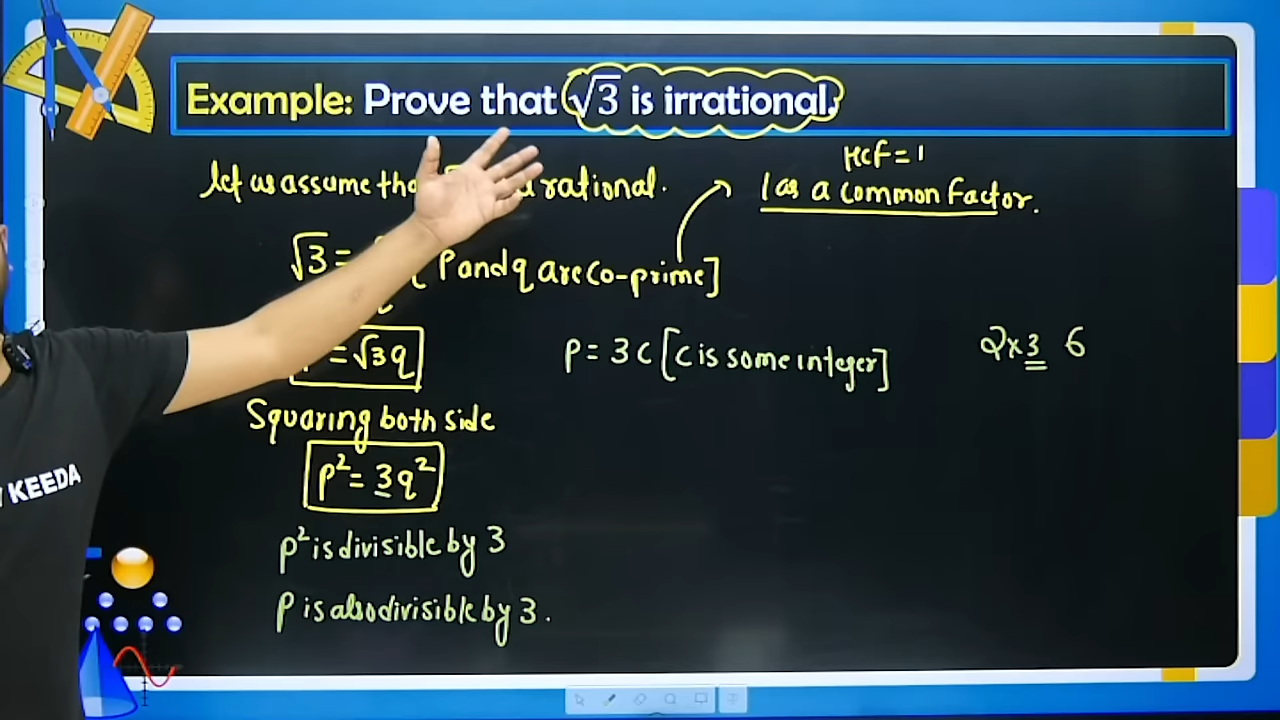 Example: Prove that √3 is irrational.
HCF = 1
let us assume rational.
1 as a common factor.
√3 = [P and q are co-prime]
= √3q
P = 3c [c is some integer]
2×3 6
Squaring both side
p² = 3q²
p² is divisible by 3
P is also divisible by 3.
KEEDA